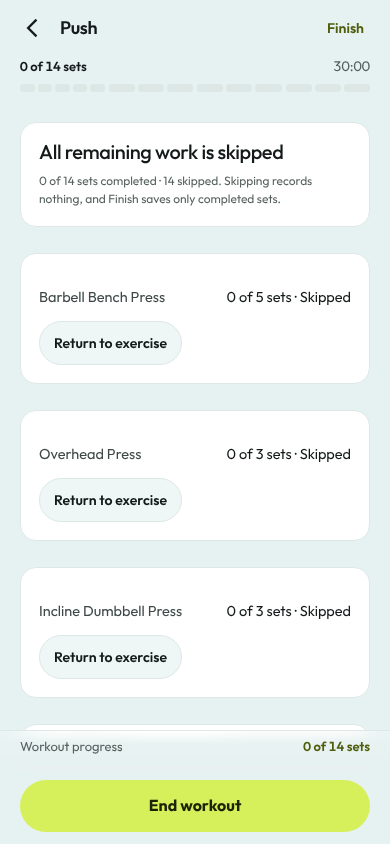 Push
Finish
0 of 14 sets
30:00
All remaining work is skipped
0 of 14 sets completed · 14 skipped. Skipping records
nothing, and Finish saves only completed sets.
Barbell Bench Press
0 of 5 sets · Skipped
Return to exercise
Overhead Press
0 of 3 sets · Skipped
Return to exercise
Incline Dumbbell Press
0 of 3 sets · Skipped
Return to exercise
Workout progress
0 of 14 sets
End workout